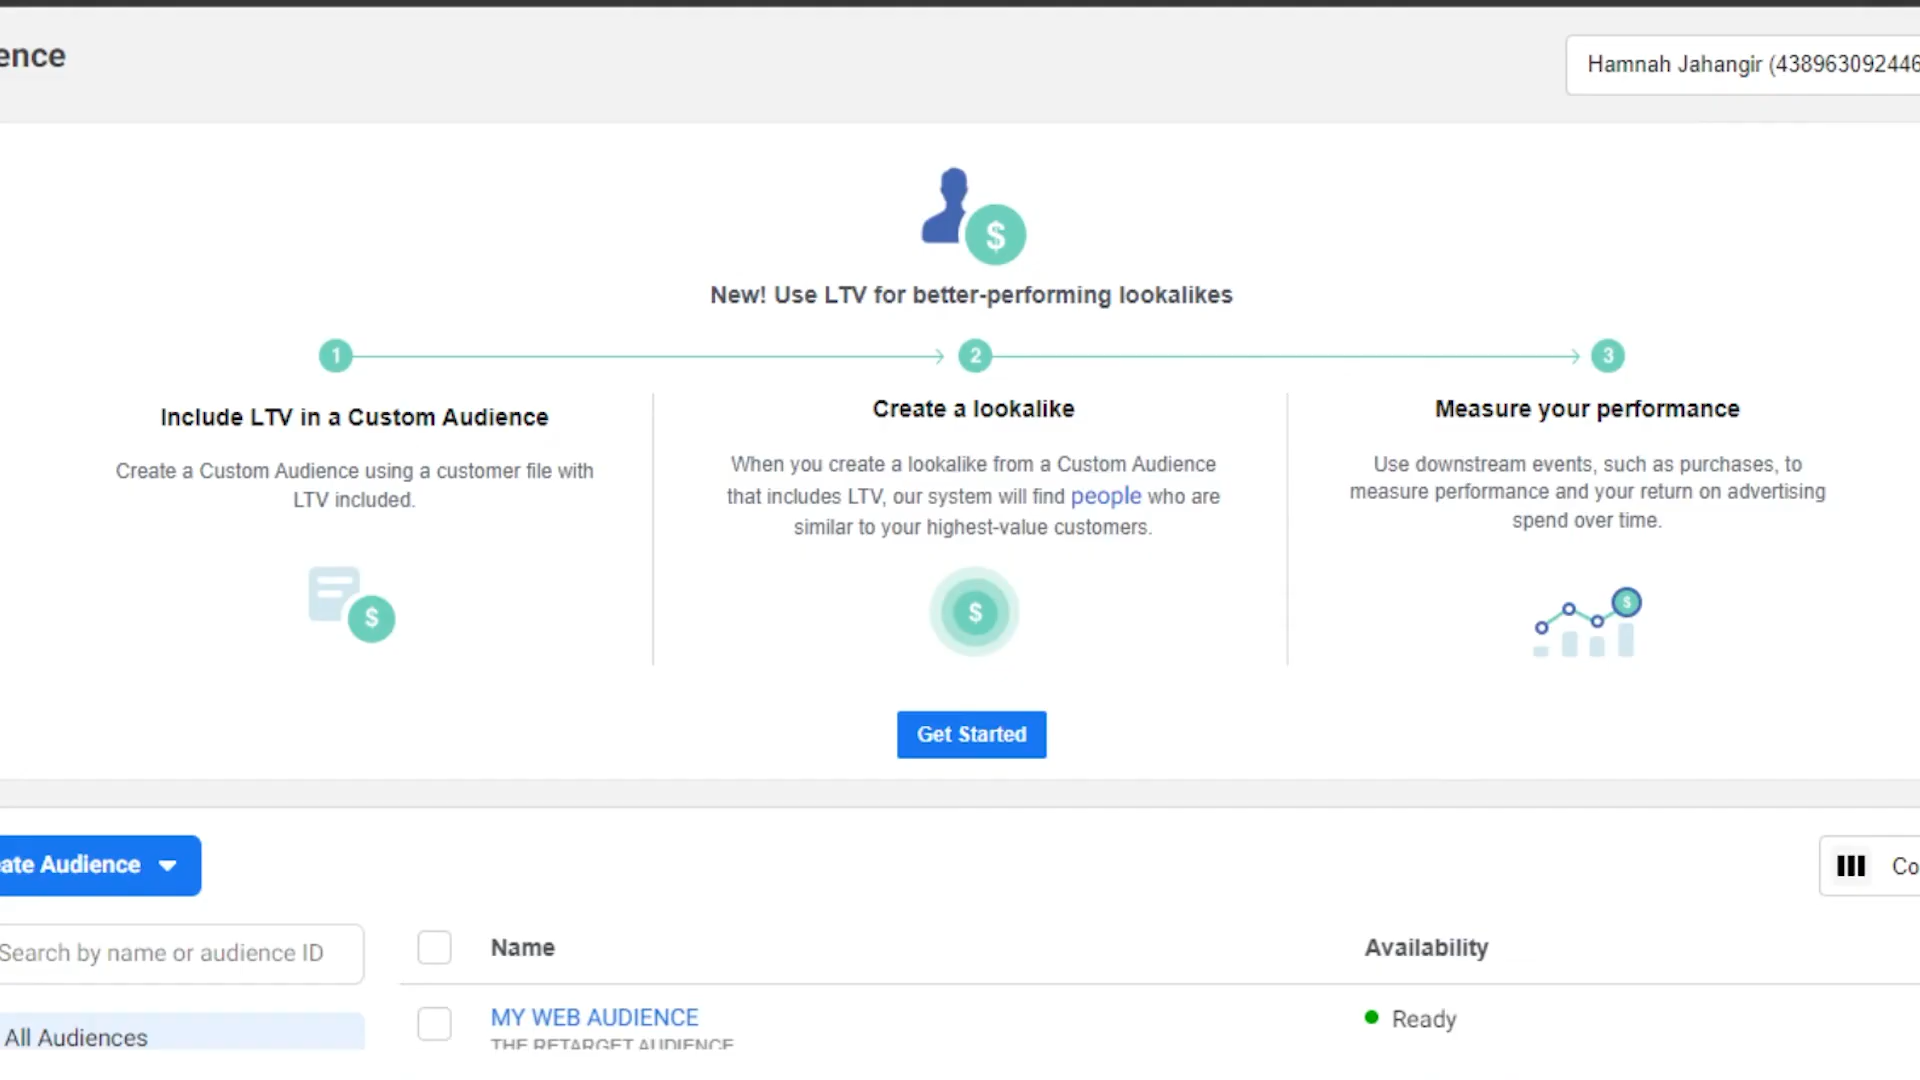 ence
Hamnah Jahangir (438963092446
$
New! Use LTV for better-performing lookalikes
1
2
3
Include LTV in a Custom Audience
Create a Custom Audience using a customer file with
LTV included.
$
Create a lookalike
When you create a lookalike from a Custom Audience
that includes LTV, our system will find people who are
similar to your highest-value customers.
$
Measure your performance
Use downstream events, such as purchases, to
measure performance and your return on advertising
spend over time.
$
Get Started
ate Audience
Co
Search by name or audience ID
Name
Availability
All Audiences
MY WEB AUDIENCE
Ready
THE RETARGET AUDIENCE